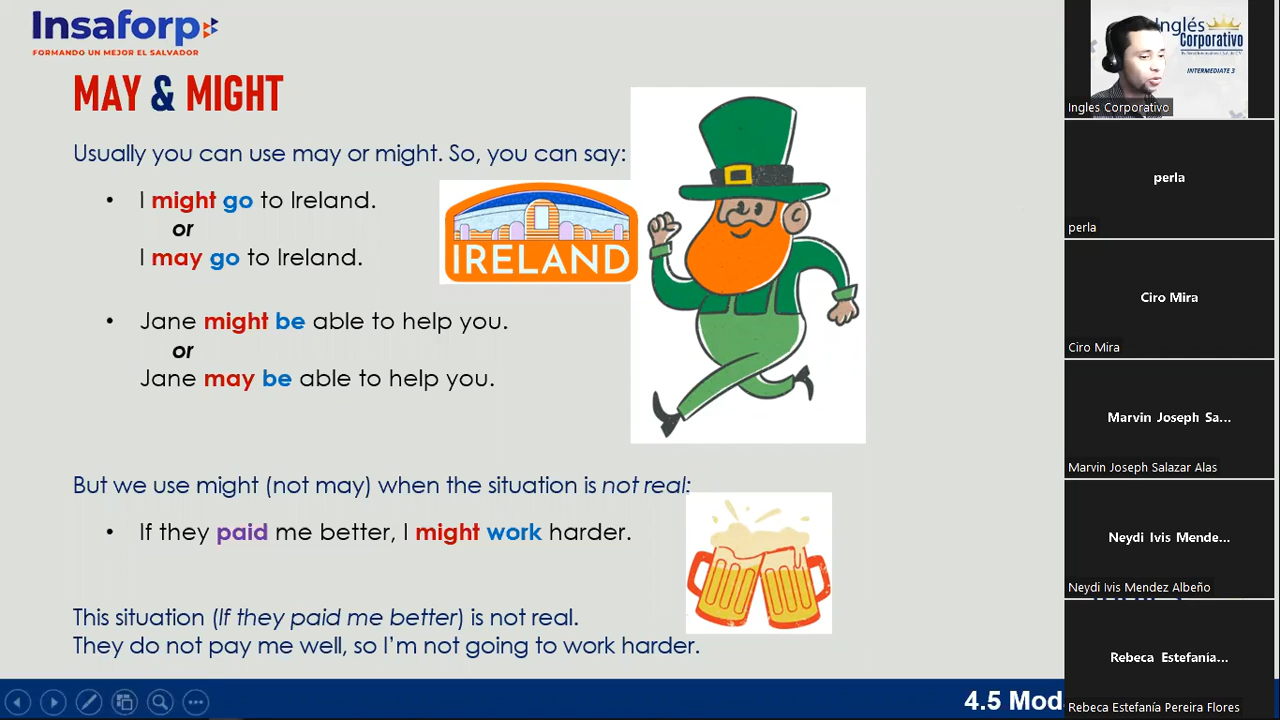 Insaforp
FORMANDO UN MEJOR EL SALVADOR
MAY & MIGHT
Usually you can use may or might. So, you can say:
• I might go to Ireland.
or
I may go to Ireland.
IRELAND
• Jane might be able to help you.
or
Jane may be able to help you.
But we use might (not may) when the situation is not real:
• If they paid me better, I might work harder.
This situation (If they paid me better) is not real.
They do not pay me well, so I'm not going to work harder.
4.5 Mod
Inglés
Corporativo
INTERMEDIATE 3
Ingles Corporativo
perla
perla
Ciro Mira
Ciro Mira
Marvin Joseph Sa...
Marvin Joseph Salazar Alas
Neydi Ivis Mende...
Neydi Ivis Mendez Albeño
Rebeca Estefanía...
Rebeca Estefanía Pereira Flores